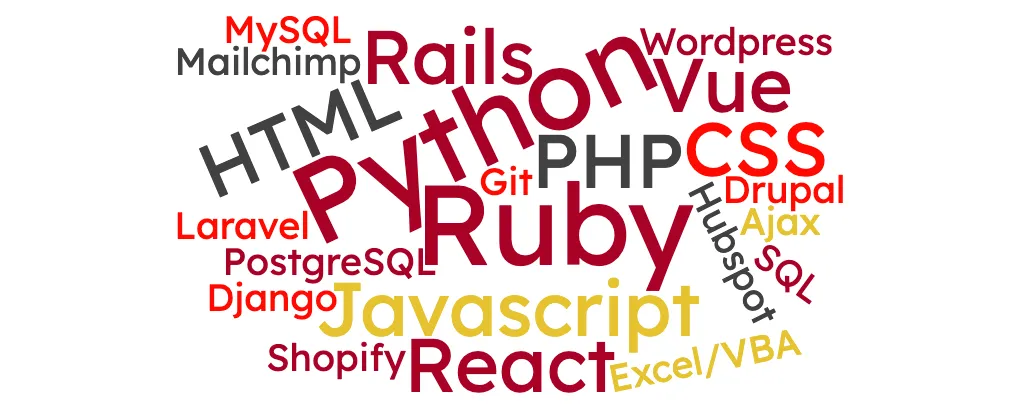 MySQL
Mailchimp
Rails
Python
Wordpress
Vue
HTML
PHP
CSS
Git
Drupal
Ruby
Hubspot
Ajax
Laravel
PostgreSQL
SQL
Django
Javascript
Shopify
React
Excel/VBA